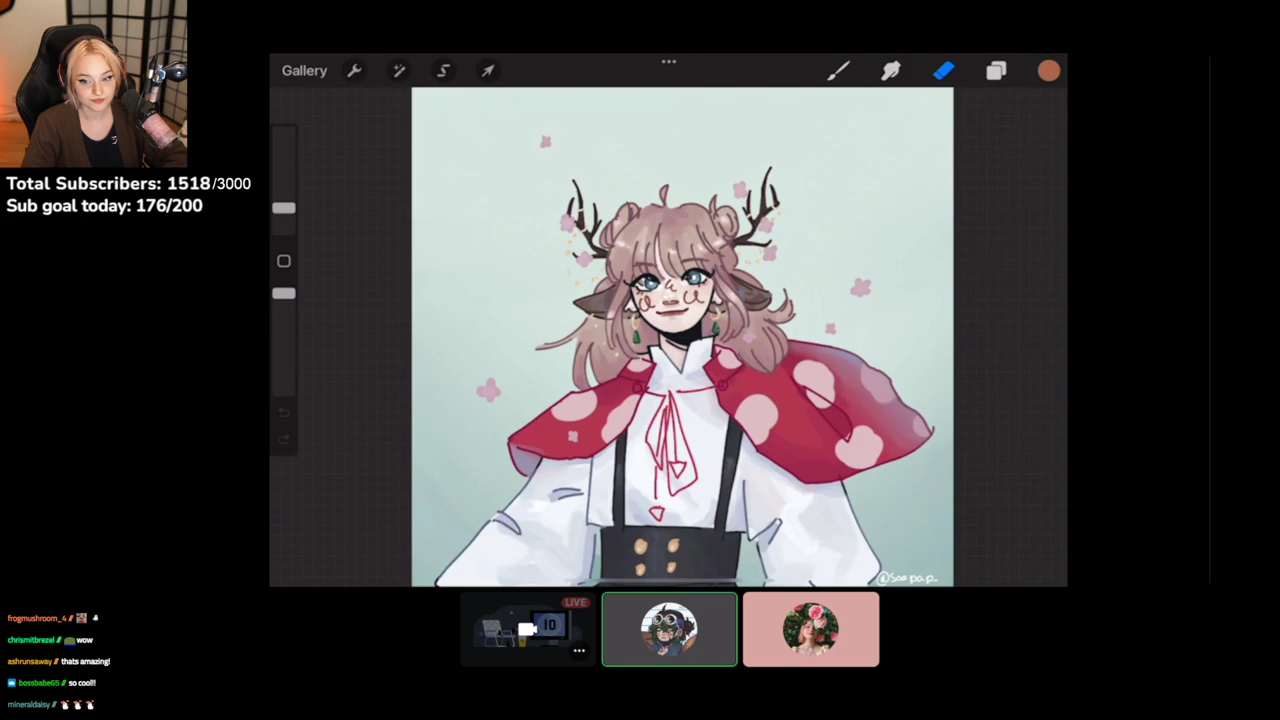 Total Subscribers: 1518/3000
Sub goal today: 176/200
Gallery
@Soapap_
LIVE
10
frogmushroom_4 //
chrismitbrezel // wow
ashrunsaway // thats amazing!
bossbabe65 // so cool!!
mineraldaisy //